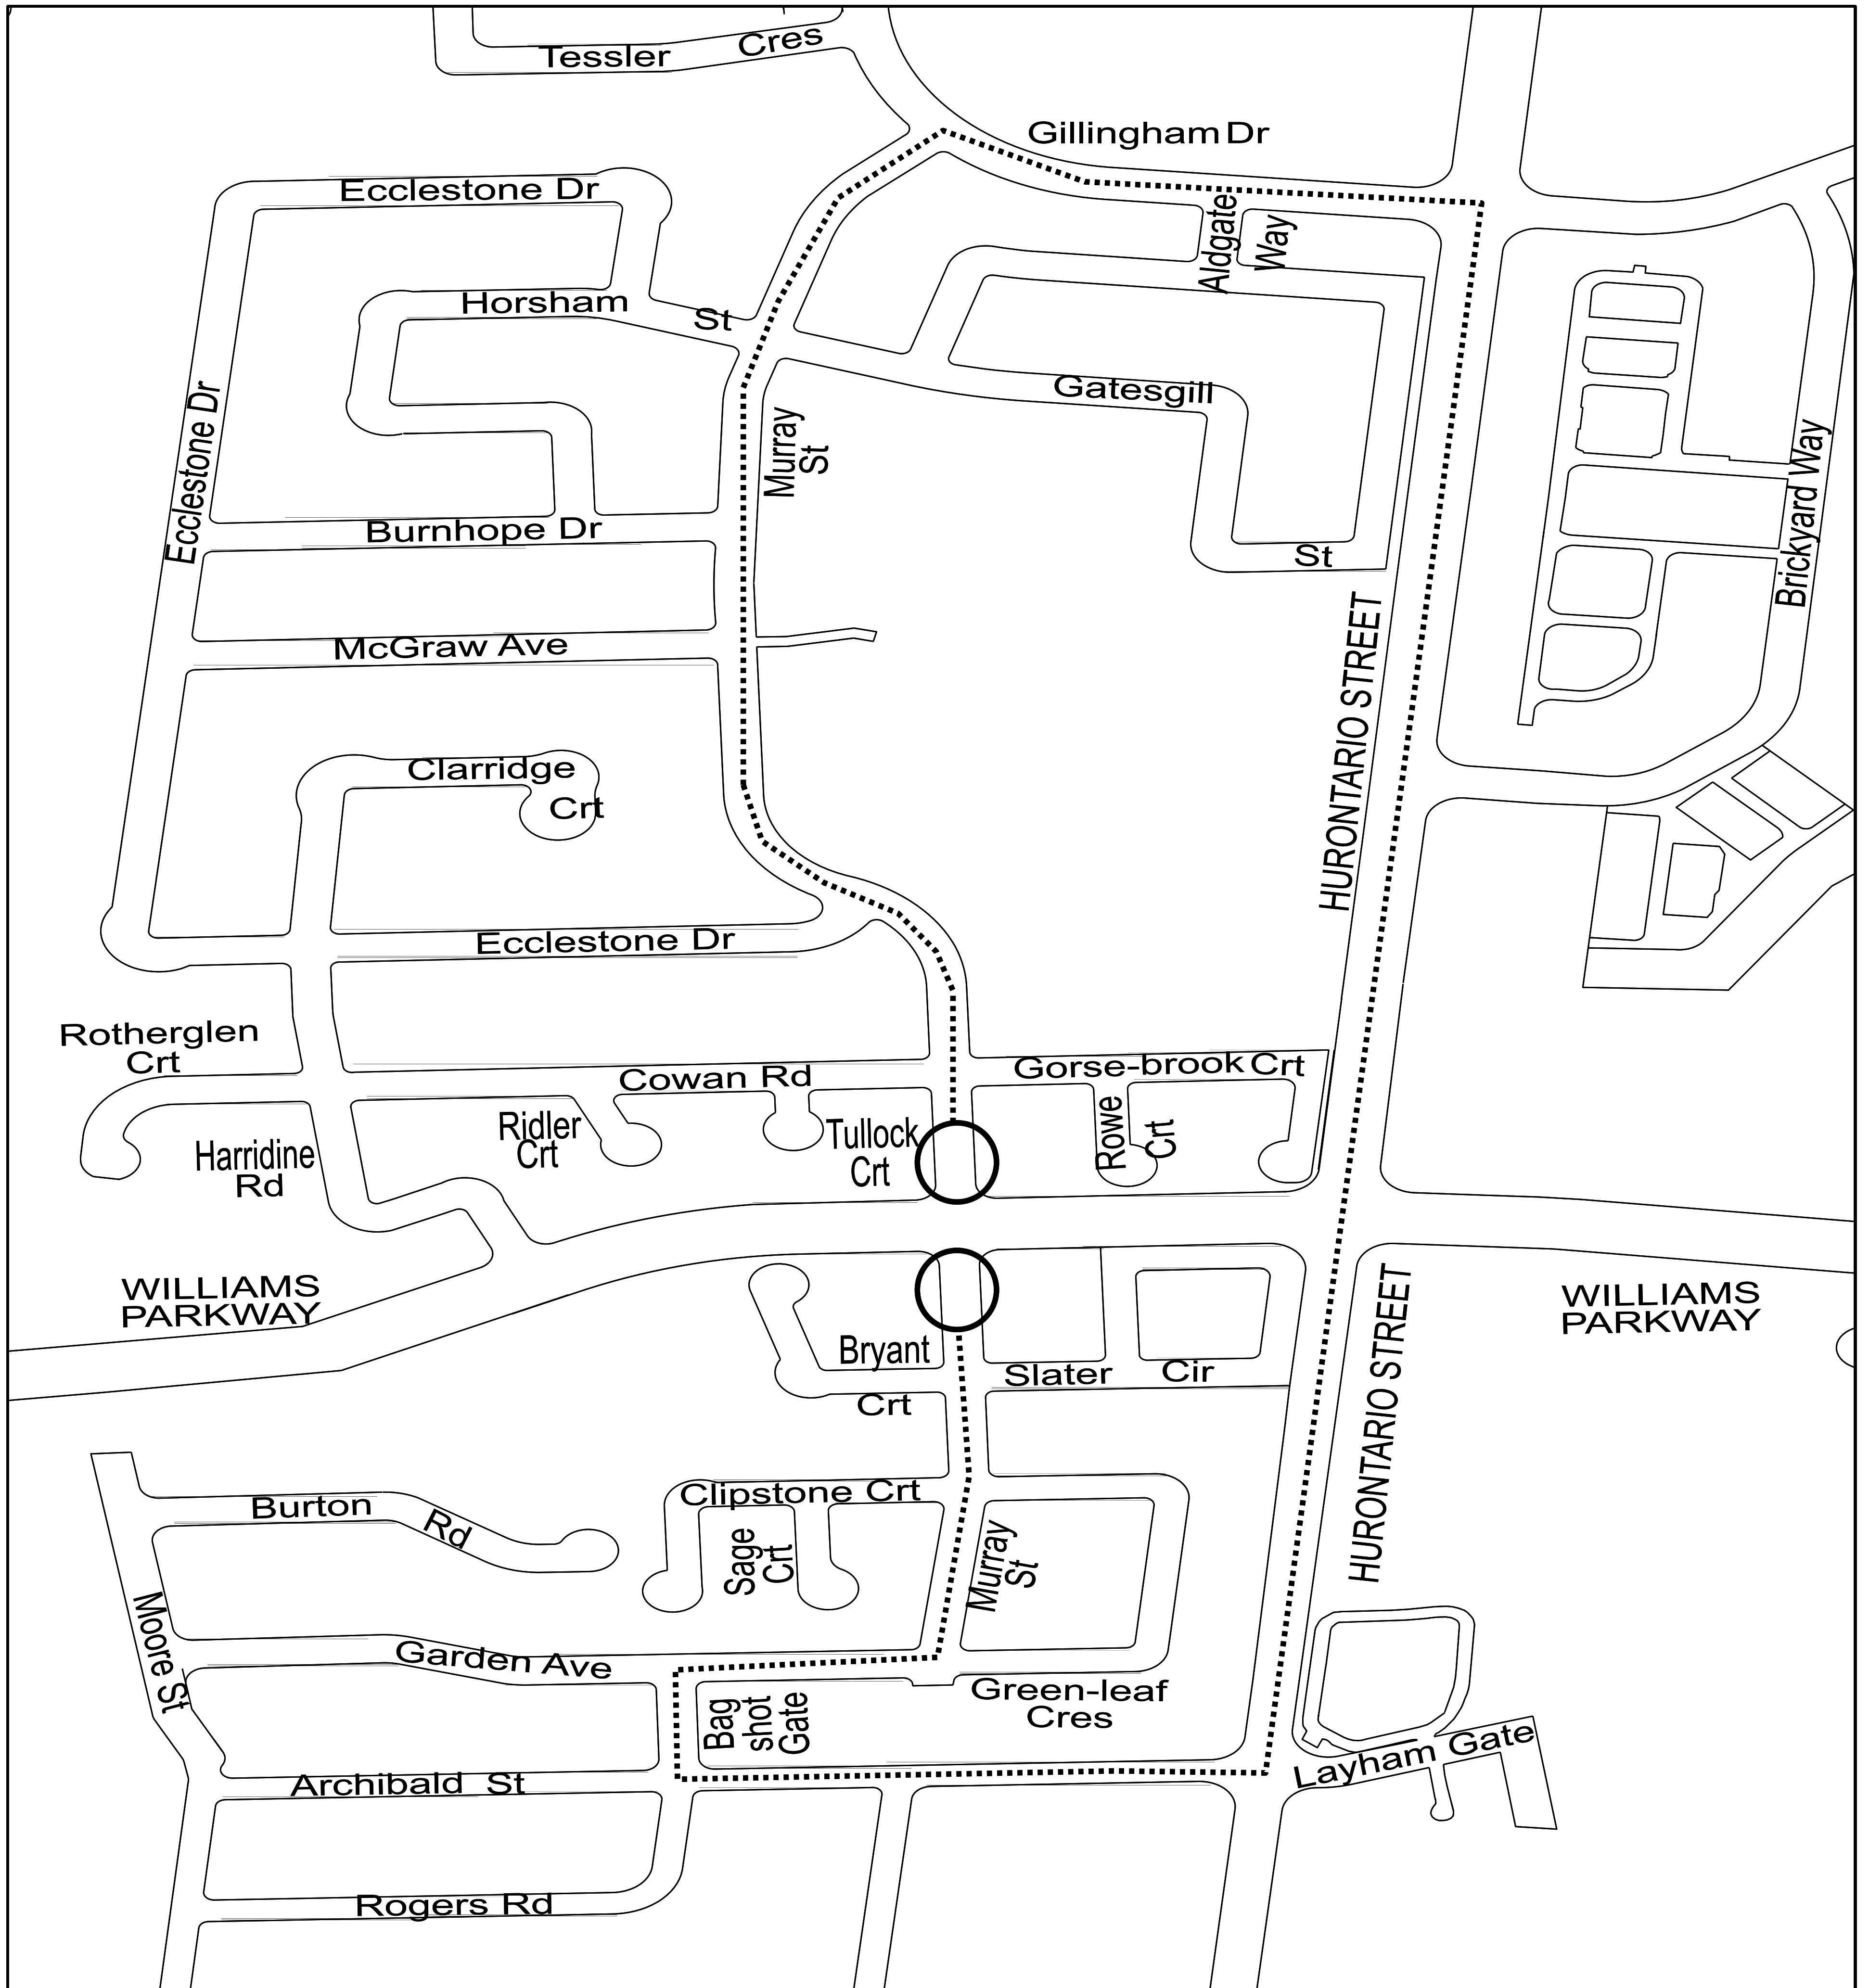 Tessler Cres
Gillingham Dr
Ecclestone Dr
Aldgate
Way
Horsham St
Gatesgill
St
Ecclestone Dr
Murray
St
Burnhope Dr
Brickyard Way
McGraw Ave
HURONTARIO STREET
Clarridge
Crt
Ecclestone Dr
Rotherglen
Crt
Cowan Rd
Gorse-brook Crt
Harridine
Rd
Ridler
Crt
Tullock
Crt
Rowe
Crt
WILLIAMS
PARKWAY
WILLIAMS
PARKWAY
HURONTARIO STREET
Bryant
Crt
Slater Cir
Clipstone Crt
Burton Rd
Sage
Crt
Murray
St
Moore St
Garden Ave
Bag
shot
Gate
Green-leaf
Cres
Layham Gate
Archibald St
Rogers Rd